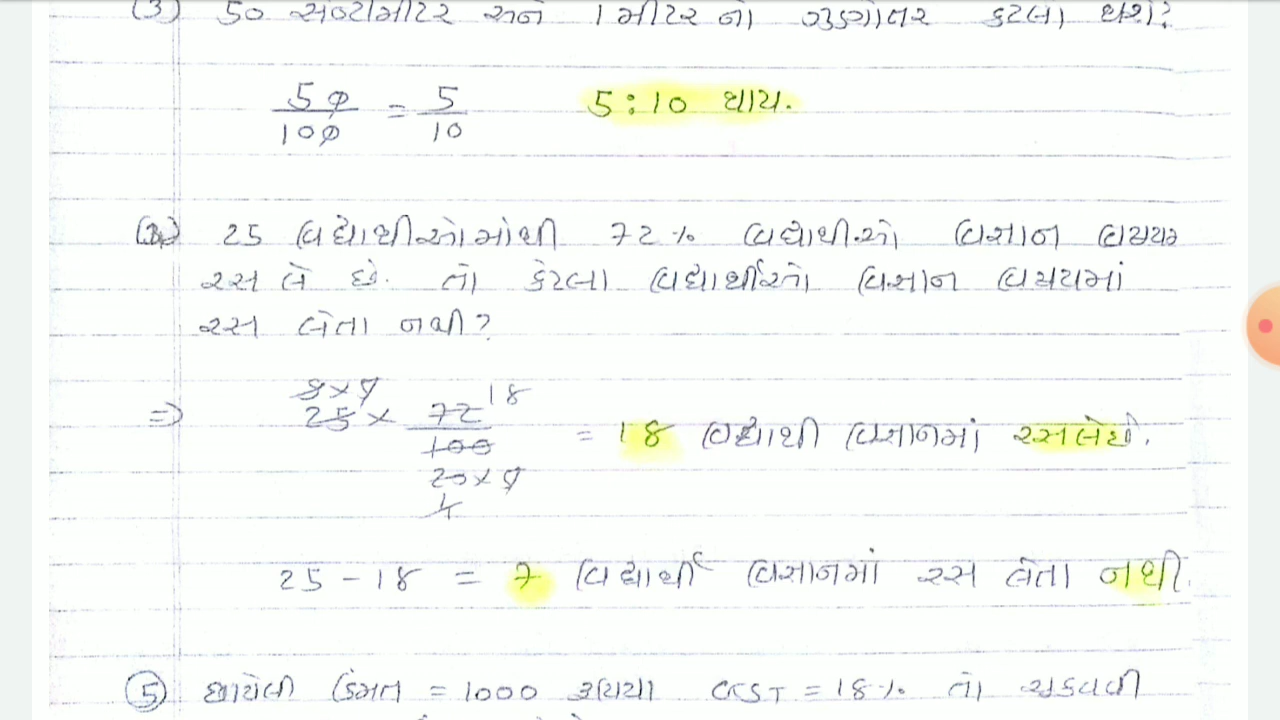 (3) 50 સેન્ટીમીટર અને 1 મીટર નો ગુણોત્તર કેટલો થશે?
50/100 = 5/10 5:10 થાય.
25 વિદ્યાર્થીઓમાંથી 72% વિદ્યાર્થીઓ વિજ્ઞાન વિષય
રસ લે છે. તો કેટલા વિદ્યાર્થીઓ વિજ્ઞાન વિષયમાં
રસ લેતા નથી?
⇒ 25 × 72/100 18 = 18 વિદ્યાર્થી વિજ્ઞાનમાં રસ લે છે.
25 - 18 = 7 વિદ્યાર્થી વિજ્ઞાનમાં રસ લેતા નથી.
(5) છાપેલી કિંમત = 1000 રૂપિયા GST = 18% તો ચુકવવી